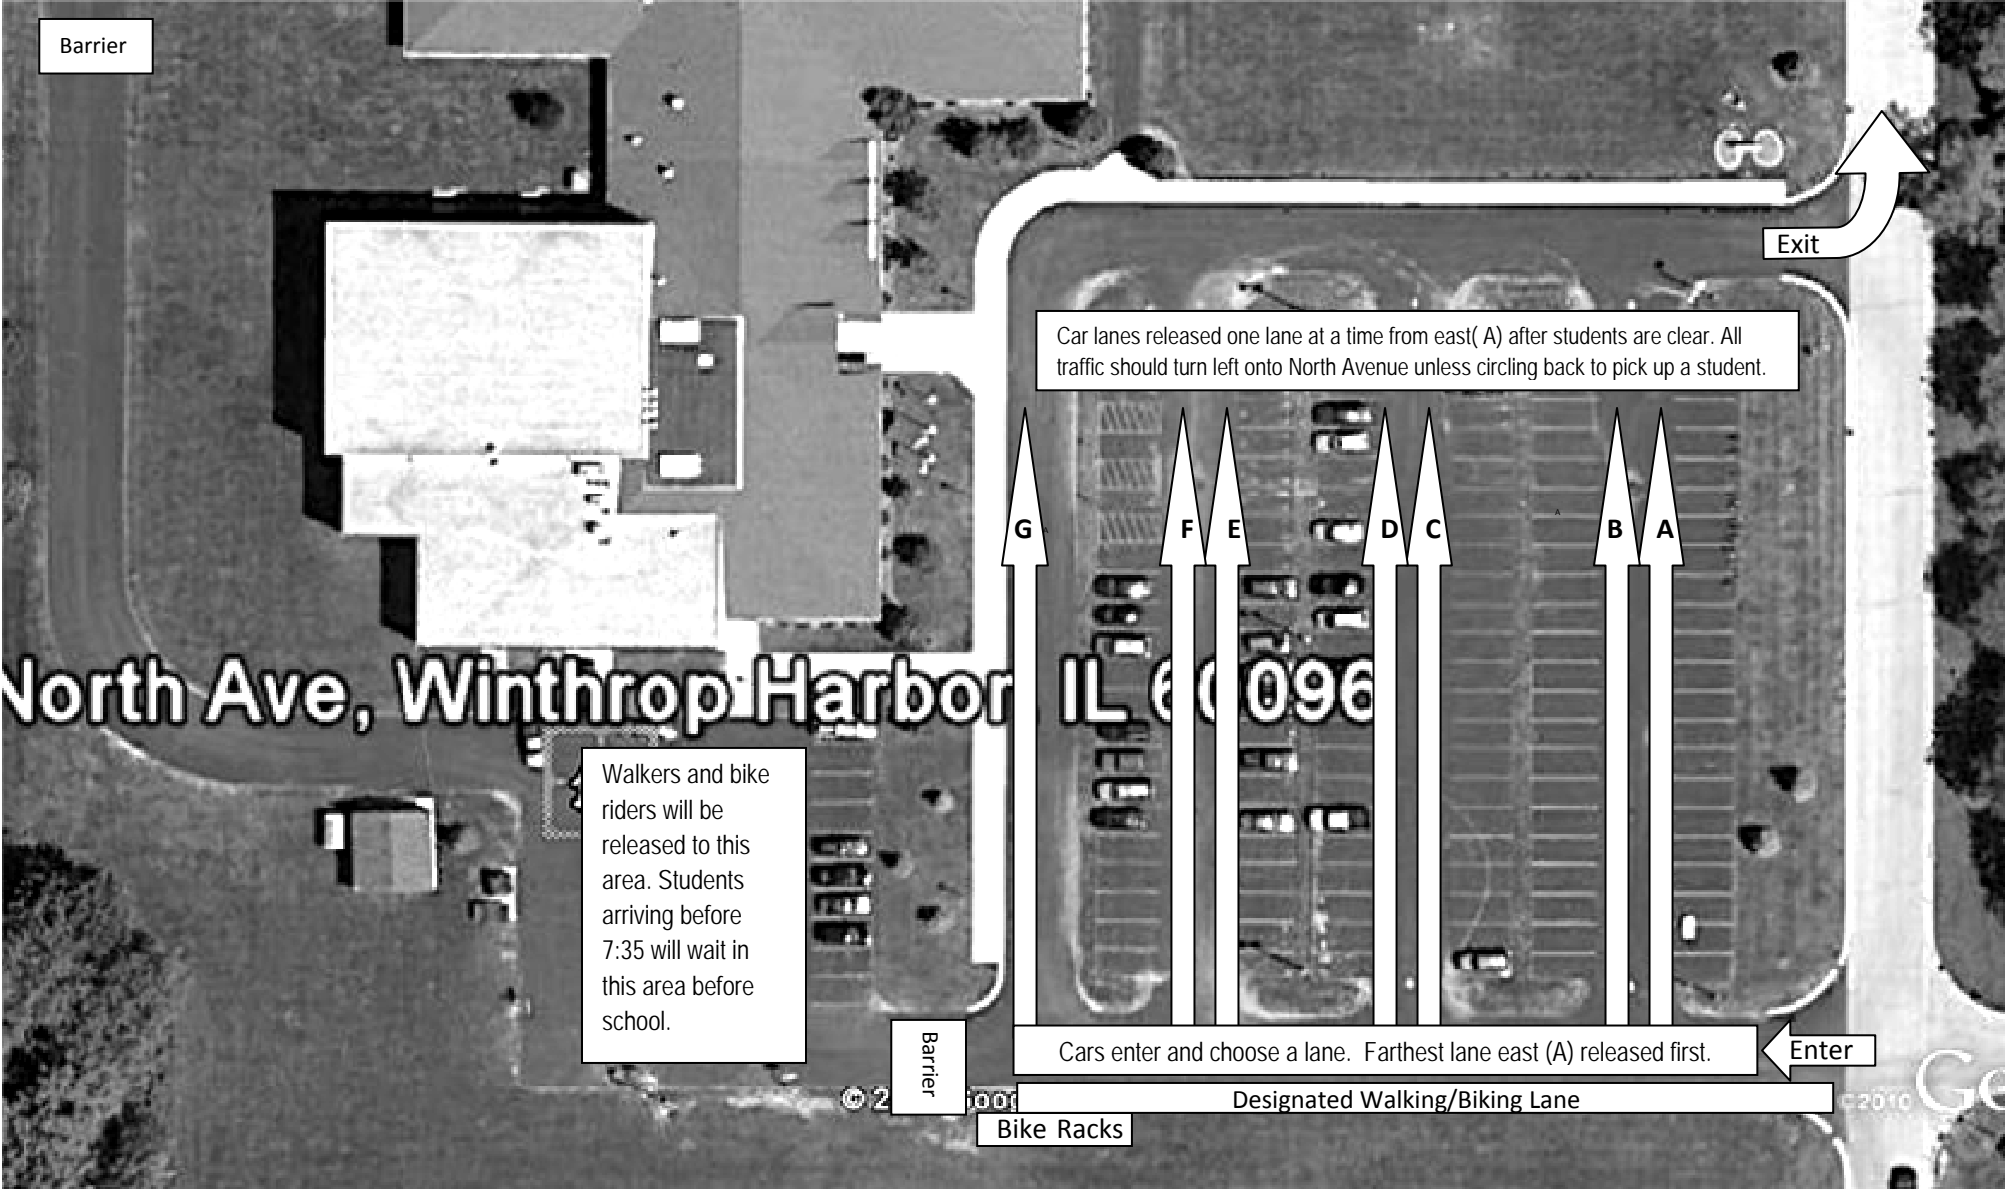 Barrier
Exit
Car lanes released one lane at a time from east( A) after students are clear. All
traffic should turn left onto North Avenue unless circling back to pick up a student.
G
F
E
D
C
B
A
A
North Ave, Winthrop Harbor, IL 60096
Walkers and bike
riders will be
released to this
area. Students
arriving before
7:35 will wait in
this area before
school.
Barrier
Cars enter and choose a lane. Farthest lane east (A) released first.
Enter
Designated Walking/Biking Lane
Bike Racks
©2010